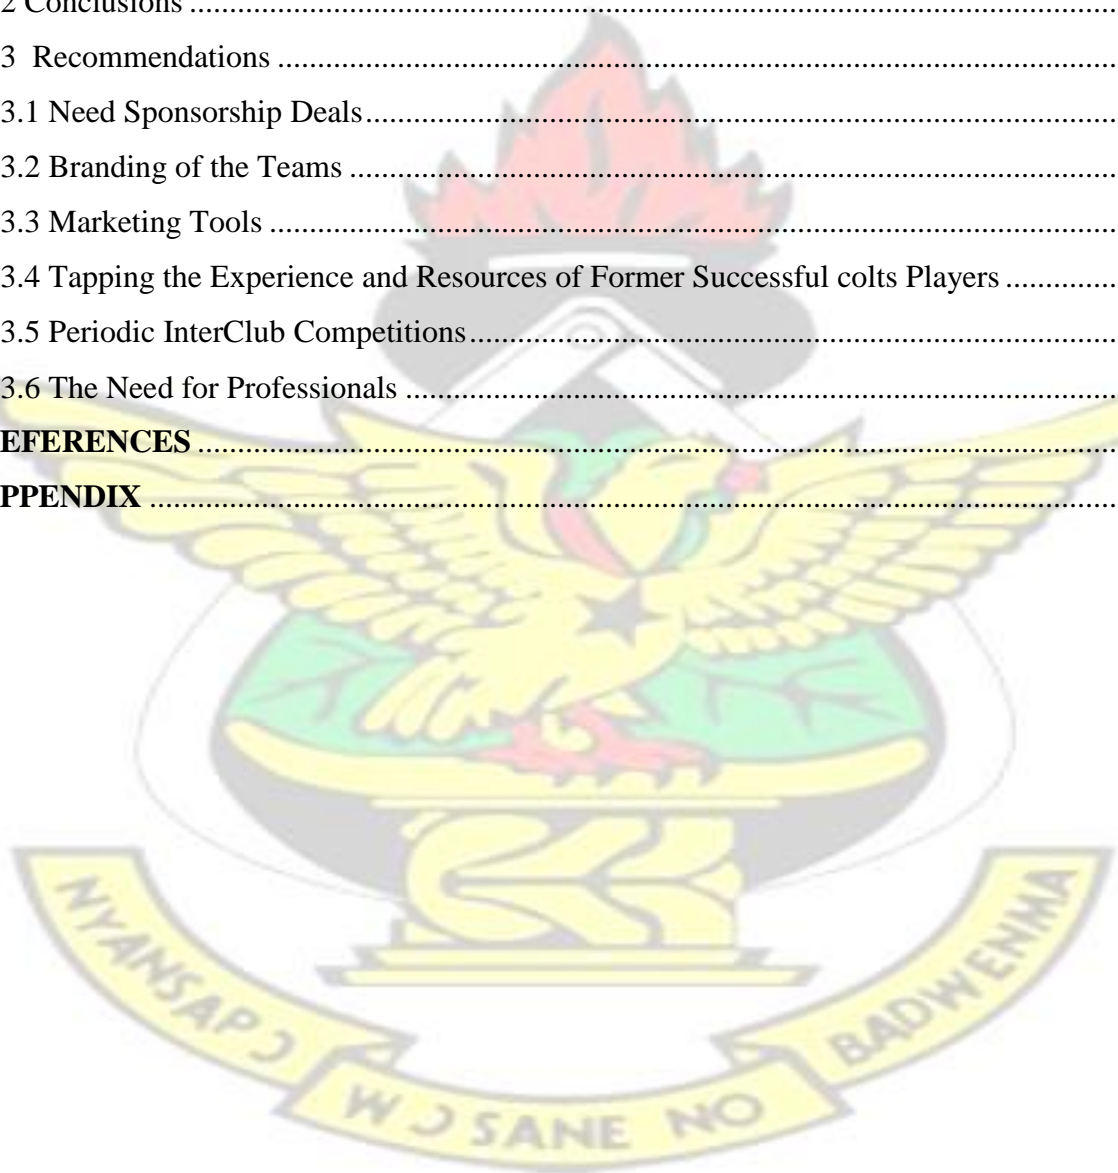 2 Conclusions ................................................................................
3  Recommendations ................................................................................
3.1 Need Sponsorship Deals................................................................................
3.2 Branding of the Teams ................................................................................
3.3 Marketing Tools ................................................................................
3.4 Tapping the Experience and Resources of Former Successful colts Players ..............
3.5 Periodic InterClub Competitions................................................................................
3.6 The Need for Professionals ................................................................................
EFERENCES ................................................................................
PPENDIX ................................................................................
NYANSAPƆ
WƆSANE NO
BADWENMA